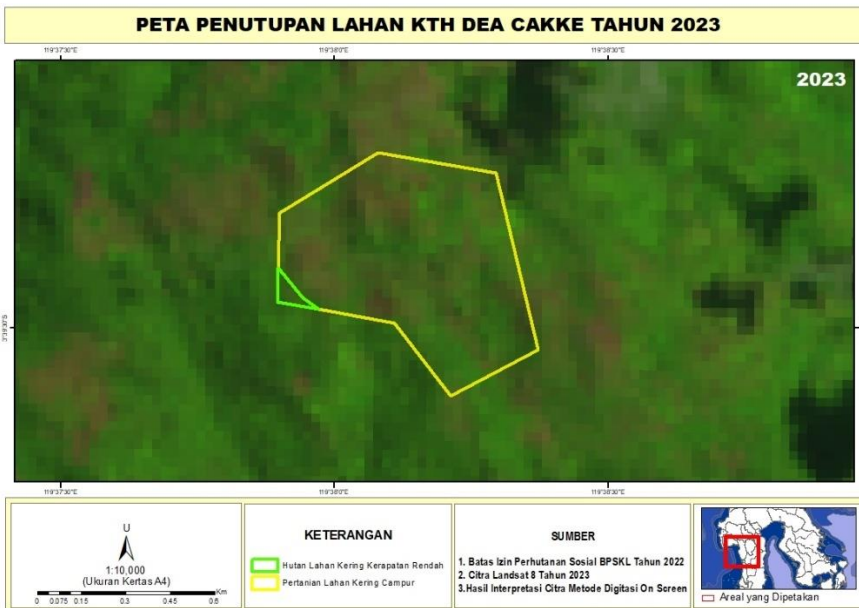 PETA PENUTUPAN LAHAN KTH DEA CAKKE TAHUN 2023
119°37'30"E 119°38'0"E 119°38'30"E
2023
3°19'30"S
119°37'30"E 119°38'0"E 119°38'30"E
U
1:10,000
(Ukuran Kertas A4)
Km
0 0.075 0.15 0.3 0.45 0.6
KETERANGAN
Hutan Lahan Kering Kerapatan Rendah
Pertanian Lahan Kering Campur
SUMBER
1. Batas Izin Perhutanan Sosial BPSKL Tahun 2022
2. Citra Landsat 8 Tahun 2023
3.Hasil Interpretasi Citra Metode Digitasi On Screen
Areal yang Dipetakan